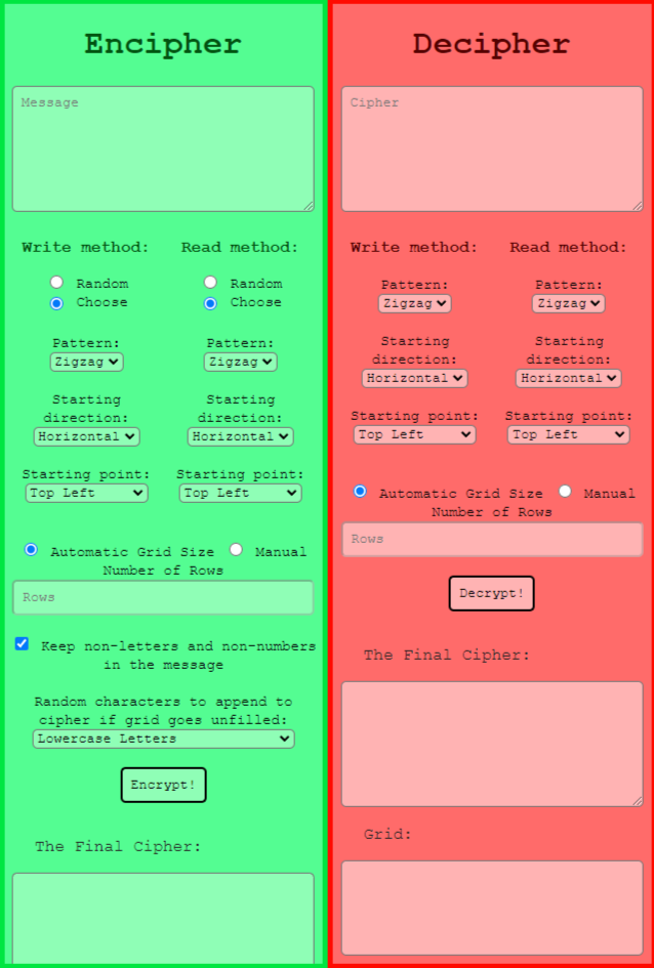 Encipher
Message
Write method: Read method:
Random Random
Choose Choose
Pattern: Pattern:
Zigzag Zigzag
Starting Starting
direction: direction:
Horizontal Horizontal
Starting point: Starting point:
Top Left Top Left
Automatic Grid Size Manual
Number of Rows
Rows
Keep non-letters and non-numbers
in the message
Random characters to append to
cipher if grid goes unfilled:
Lowercase Letters
Encrypt!
The Final Cipher:
Decipher
Cipher
Write method: Read method:
Pattern: Pattern:
Zigzag Zigzag
Starting Starting
direction: direction:
Horizontal Horizontal
Starting point: Starting point:
Top Left Top Left
Automatic Grid Size Manual
Number of Rows
Rows
Decrypt!
The Final Cipher:
Grid: